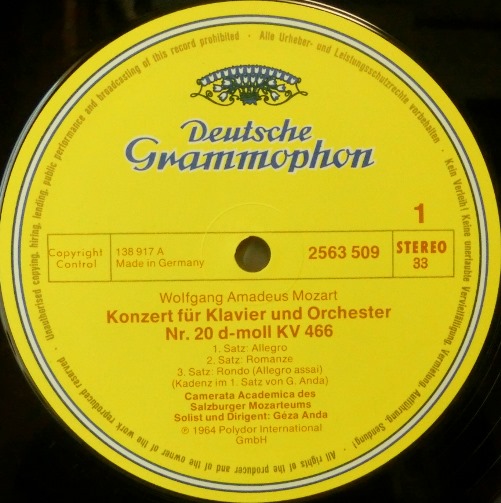 Unauthorised copying, hiring, lending, public performance and broadcasting of this record prohibited · Alle Urheber- und Leistungsschutzrechte vorbehalten · Kein Verleih! Keine unerlaubte Vervielfältigung, Vermietung, Aufführung, Sendung! · All rights of the producer and of the owner of the work reproduced reserved ·
Deutsche
Grammophon
1
Copyright
Control
138 917 A
Made in Germany
2563 509
STEREO
33
Wolfgang Amadeus Mozart
Konzert für Klavier und Orchester
Nr. 20 d-moll KV 466
1. Satz: Allegro
2. Satz: Romanze
3. Satz: Rondo (Allegro assai)
(Kadenz im 1. Satz von G. Anda)
Camerata Academica des
Salzburger Mozarteums
Solist und Dirigent: Géza Anda
℗ 1964 Polydor International
GmbH